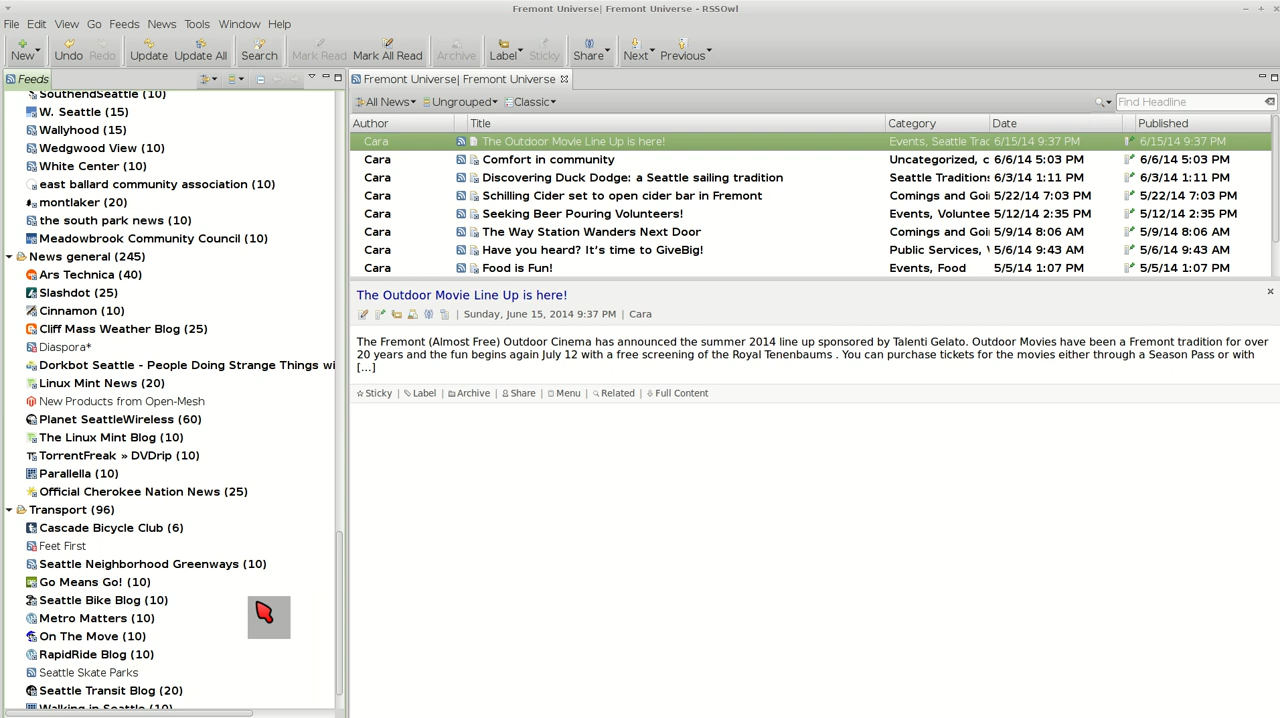 Fremont Universe| Fremont Universe - RSSOwl
File Edit View Go Feeds News Tools Window Help
New Undo Redo Update Update All Search Mark Read Mark All Read Archive Label Sticky Share Next Previous
Feeds
SouthendSeattle (10)
W. Seattle (15)
Wallyhood (15)
Wedgwood View (10)
White Center (10)
east ballard community association (10)
montlaker (20)
the south park news (10)
Meadowbrook Community Council (10)
News general (245)
Ars Technica (40)
Slashdot (25)
Cinnamon (10)
Cliff Mass Weather Blog (25)
Diaspora*
Dorkbot Seattle - People Doing Strange Things wi
Linux Mint News (20)
New Products from Open-Mesh
Planet SeattleWireless (60)
The Linux Mint Blog (10)
TorrentFreak » DVDrip (10)
Parallella (10)
Official Cherokee Nation News (25)
Transport (96)
Cascade Bicycle Club (6)
Feet First
Seattle Neighborhood Greenways (10)
Go Means Go! (10)
Seattle Bike Blog (10)
Metro Matters (10)
On The Move (10)
RapidRide Blog (10)
Seattle Skate Parks
Seattle Transit Blog (20)
Walking in Seattle (10)
Fremont Universe| Fremont Universe
All News Ungrouped Classic Find Headline
Author Title Category Date Published
Cara The Outdoor Movie Line Up is here! Events, Seattle Trad 6/15/14 9:37 PM 6/15/14 9:37 PM
Cara Comfort in community Uncategorized, c 6/6/14 5:03 PM 6/6/14 5:03 PM
Cara Discovering Duck Dodge: a Seattle sailing tradition Seattle Traditions 6/3/14 1:11 PM 6/3/14 1:11 PM
Cara Schilling Cider set to open cider bar in Fremont Comings and Goi 5/22/14 7:03 PM 5/22/14 7:03 PM
Cara Seeking Beer Pouring Volunteers! Events, Voluntee 5/12/14 2:35 PM 5/12/14 2:35 PM
Cara The Way Station Wanders Next Door Comings and Goi 5/9/14 8:06 AM 5/9/14 8:06 AM
Cara Have you heard? It's time to GiveBig! Public Services, 5/6/14 9:43 AM 5/6/14 9:43 AM
Cara Food is Fun! Events, Food 5/5/14 1:07 PM 5/5/14 1:07 PM
The Outdoor Movie Line Up is here!
| Sunday, June 15, 2014 9:37 PM | Cara
The Fremont (Almost Free) Outdoor Cinema has announced the summer 2014 line up sponsored by Talenti Gelato. Outdoor Movies have been a Fremont tradition for over
20 years and the fun begins again July 12 with a free screening of the Royal Tenenbaums . You can purchase tickets for the movies either through a Season Pass or with
[...]
Sticky | Label | Archive | Share | Menu | Related | Full Content